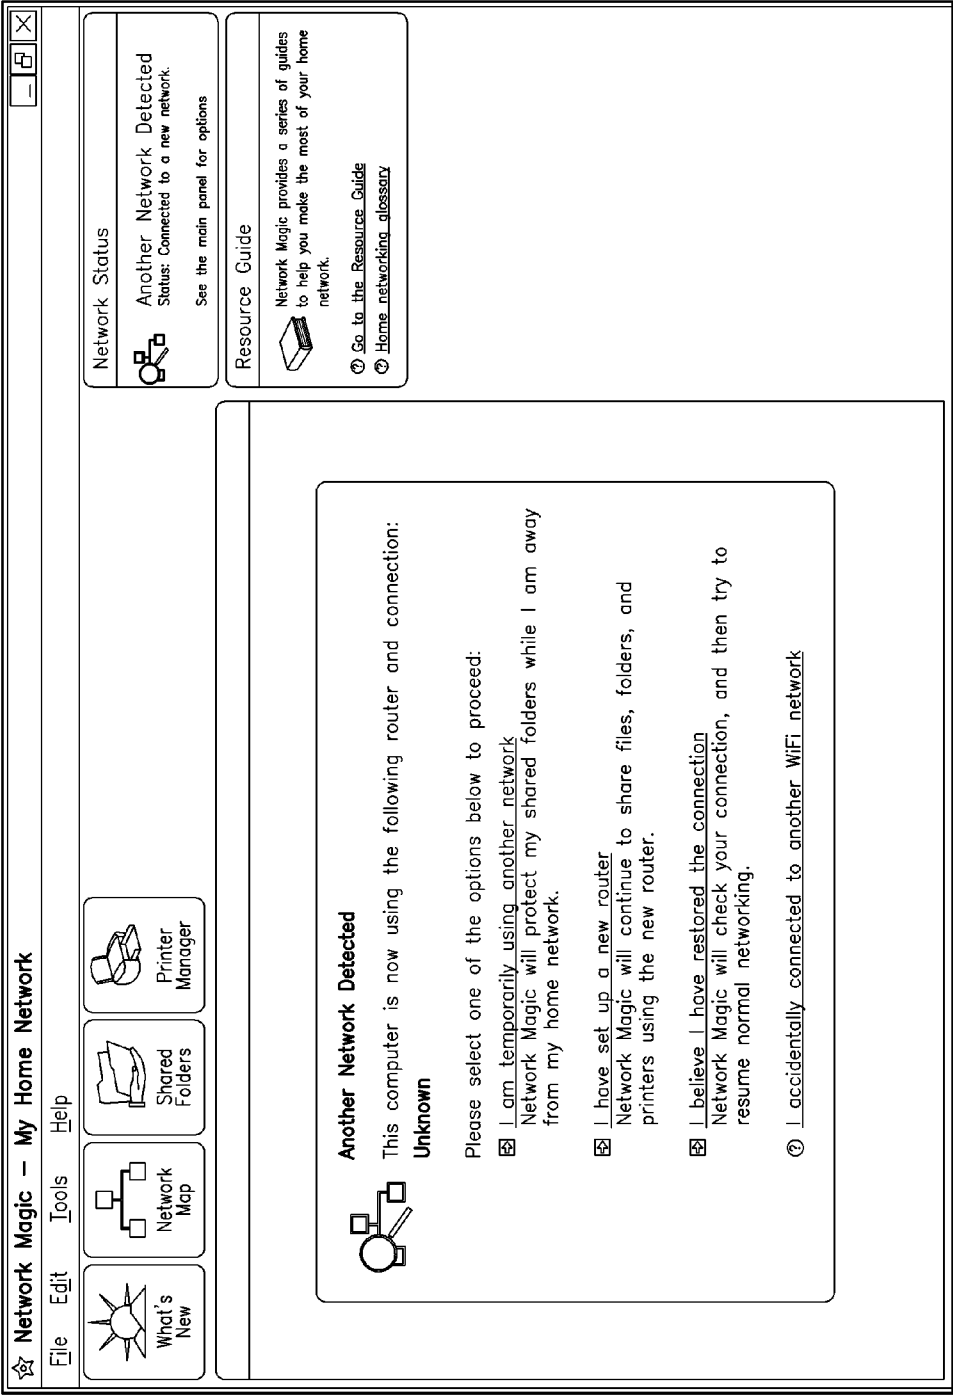 Network Magic — My Home Network
File Edit Tools Help
What's
New
Network
Map
Shared
Folders
Printer
Manager
Network Status
Another Network Detected
Status: Connected to a new network.
See the main panel for options
Resource Guide
Network Magic provides a series of guides
to help you make the most of your home
network.
Go to the Resource Guide
Home networking glossary
Another Network Detected
This computer is now using the following router and connection:
Unknown
Please select one of the options below to proceed:
I am temporarily using another network
Network Magic will protect my shared folders while I am away
from my home network.
I have set up a new router
Network Magic will continue to share files, folders, and
printers using the new router.
I believe I have restored the connection
Network Magic will check your connection, and then try to
resume normal networking.
I accidentally connected to another WiFi network